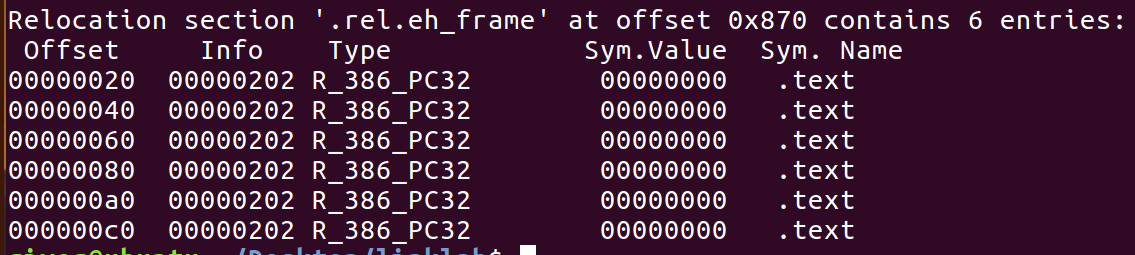 Relocation section '.rel.eh_frame' at offset 0x870 contains 6 entries:
 Offset     Info    Type            Sym.Value  Sym. Name
00000020  00000202 R_386_PC32        00000000   .text
00000040  00000202 R_386_PC32        00000000   .text
00000060  00000202 R_386_PC32        00000000   .text
00000080  00000202 R_386_PC32        00000000   .text
000000a0  00000202 R_386_PC32        00000000   .text
000000c0  00000202 R_386_PC32        00000000   .text